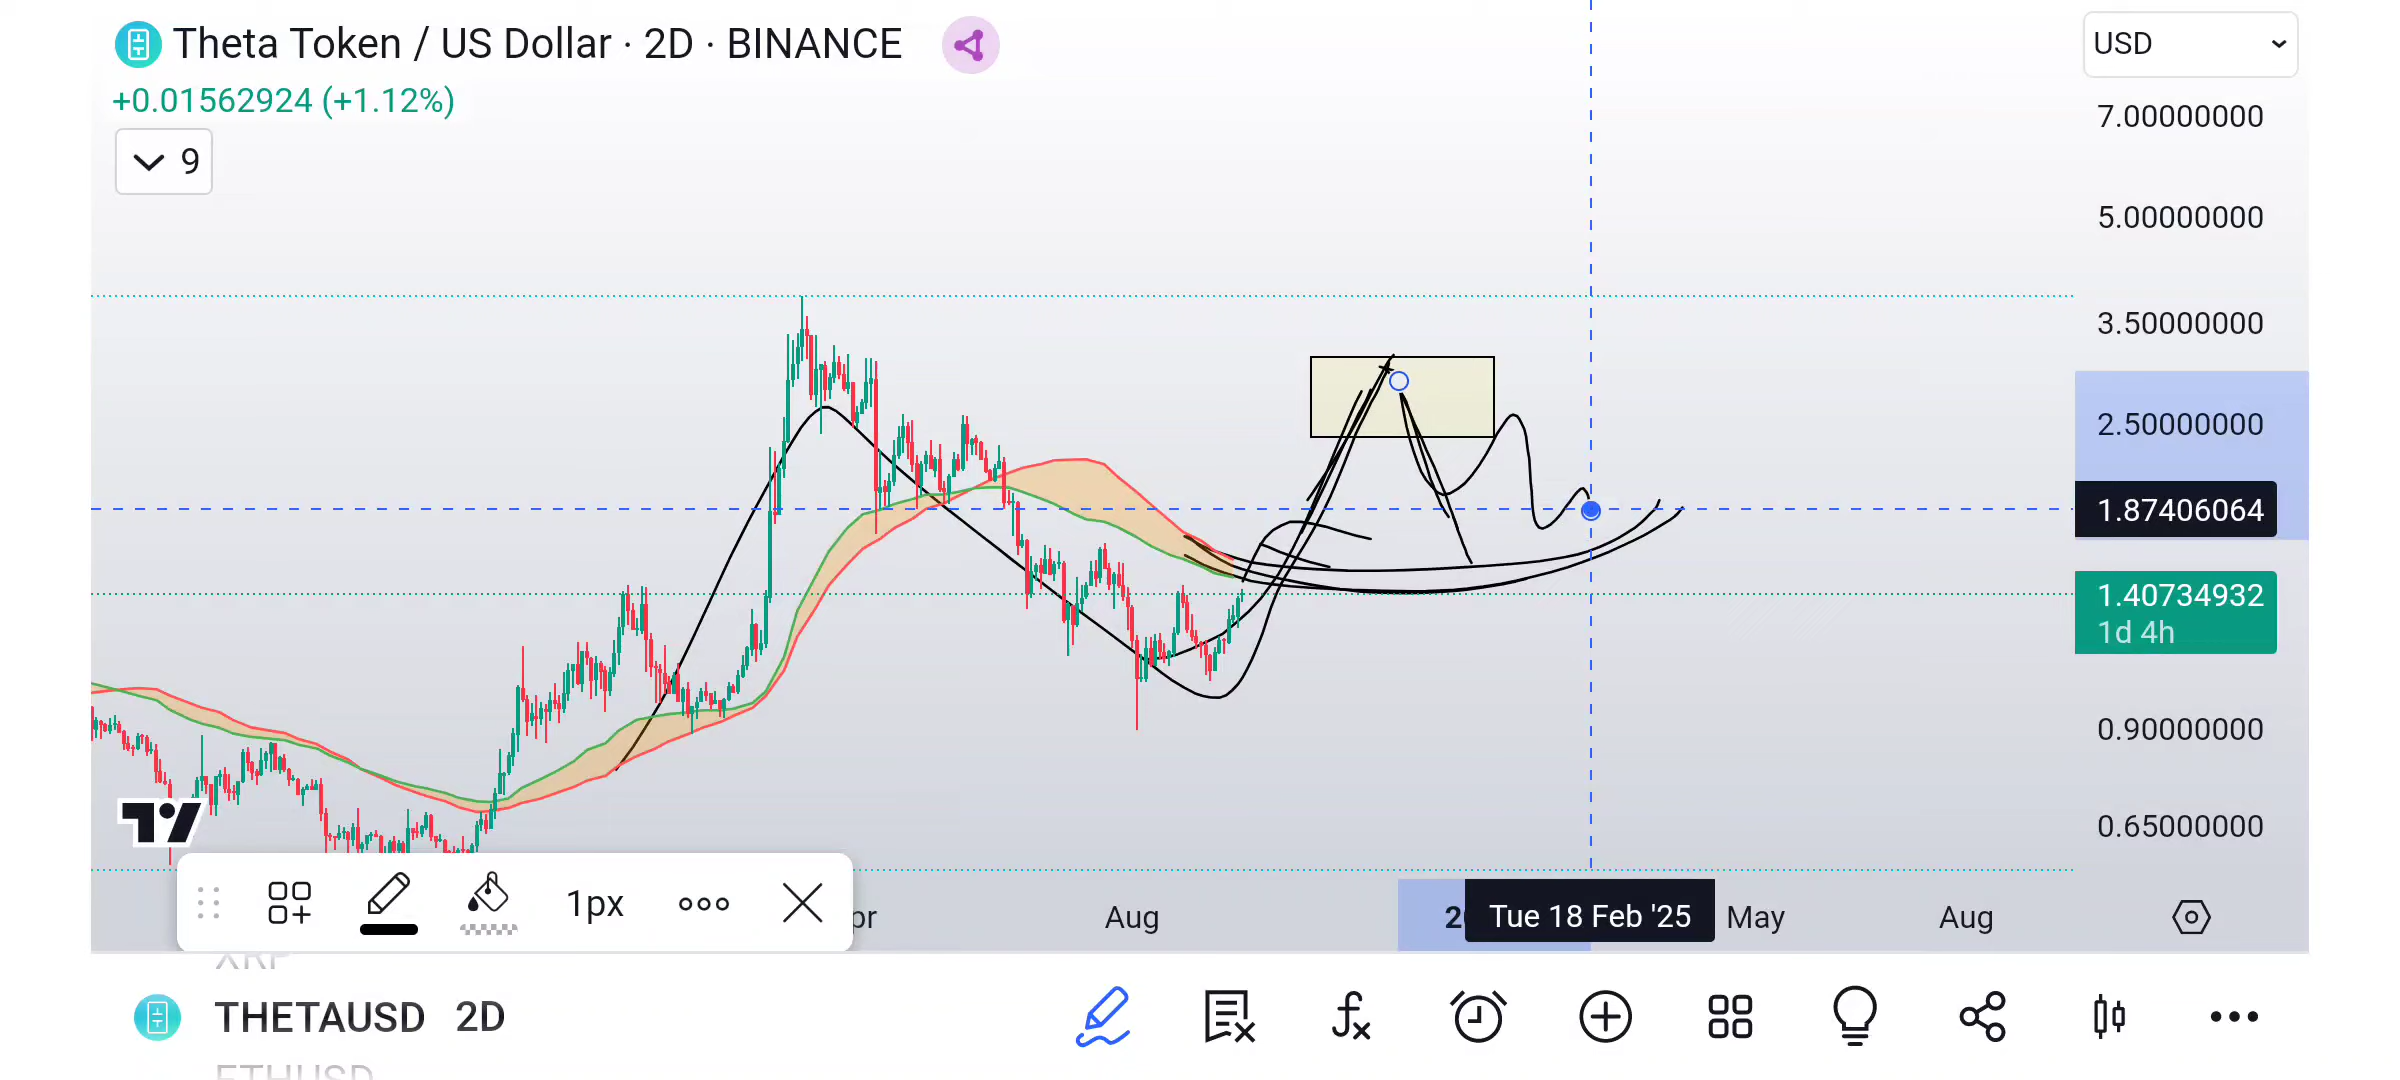 Theta Token / US Dollar · 2D · BINANCE
+0.01562924 (+1.12%)
9
USD
7.00000000
5.00000000
3.50000000
2.50000000
1.87406064
1.40734932
1d 4h
0.90000000
0.65000000
Aug
Tue 18 Feb '25
May
Aug
1px
XRP
THETAUSD 2D
ETHUSD